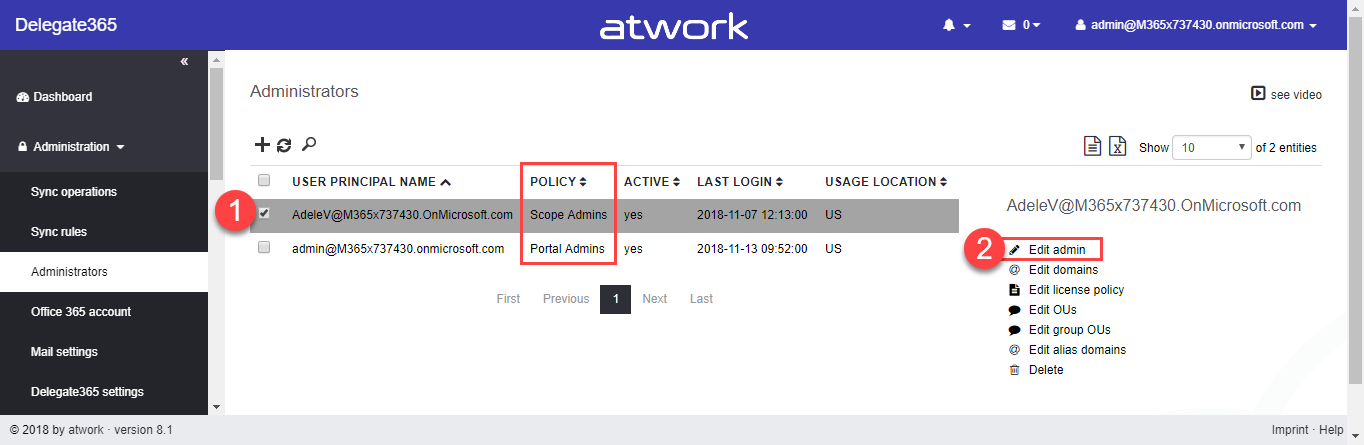 Delegate365
atwork
0
admin@M365x737430.onmicrosoft.com
«
Dashboard
Administration
Sync operations
Sync rules
Administrators
Office 365 account
Mail settings
Delegate365 settings
Administrators
see video
Show 10 of 2 entities
USER PRINCIPAL NAME POLICY ACTIVE LAST LOGIN USAGE LOCATION
1 AdeleV@M365x737430.OnMicrosoft.com Scope Admins yes 2018-11-07 12:13:00 US
admin@M365x737430.onmicrosoft.com Portal Admins yes 2018-11-13 09:52:00 US
First Previous 1 Next Last
AdeleV@M365x737430.OnMicrosoft.com
2 Edit admin
@ Edit domains
Edit license policy
Edit OUs
Edit group OUs
@ Edit alias domains
Delete
© 2018 by atwork · version 8.1
Imprint · Help